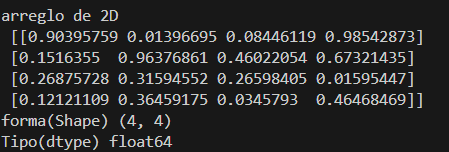 arreglo de 2D
[[0.90395759 0.01396695 0.08446119 0.98542873]
[0.1516355  0.96376861 0.46022054 0.67321435]
[0.26875728 0.31594552 0.26598405 0.01595447]
[0.12121109 0.36459175 0.0345793  0.46468469]]
forma(Shape) (4, 4)
Tipo(dtype) float64